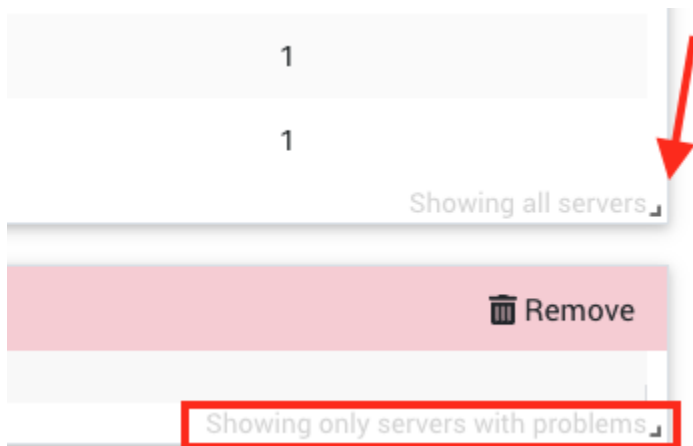 1
1
Showing all servers
Remove
Showing only servers with problems